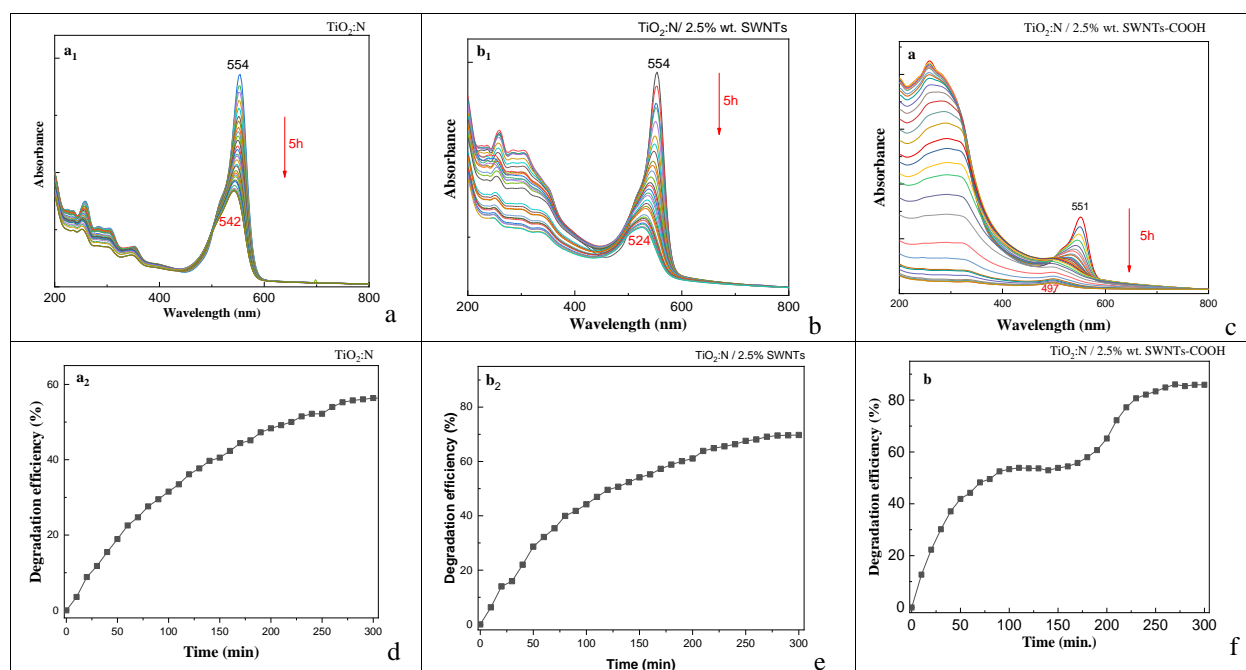 TiO₂:N
a₁
554
5h
542
Absorbance
200 400 600 800
Wavelength (nm)
a
TiO₂:N/ 2.5% wt. SWNTs
b₁
554
5h
524
Absorbance
200 400 600 800
Wavelength (nm)
b
TiO₂:N / 2.5% wt. SWNTs-COOH
a
551
5h
497
Absorbance
200 400 600 800
Wavelength (nm)
c
TiO₂:N
a₂
60
40
20
0
Degradation efficiency (%)
0 50 100 150 200 250 300
Time (min)
d
TiO₂:N / 2.5% SWNTs
b₂
80
60
40
20
0
Degradation efficiency (%)
0 50 100 150 200 250 300
Time (min)
e
TiO₂:N / 2.5% wt. SWNTs-COOH
b
80
60
40
20
0
Degradation efficiency (%)
0 50 100 150 200 250 300
Time (min.)
f